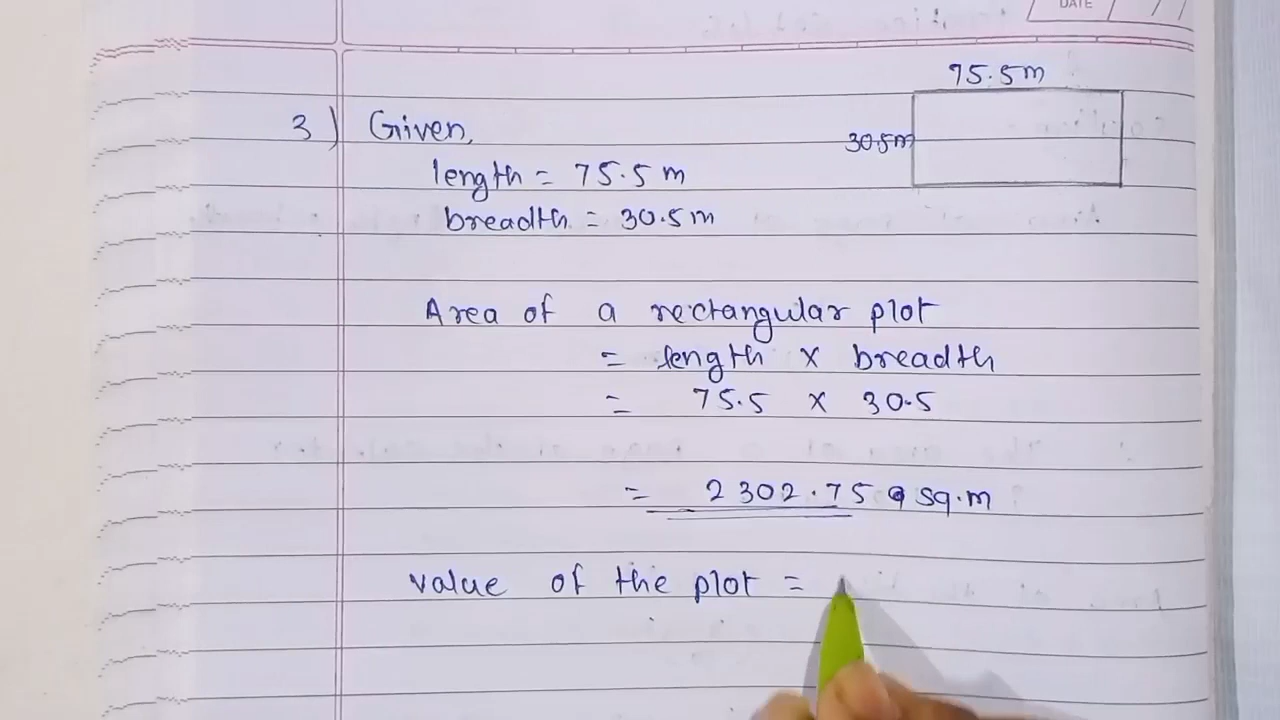 DATE
75.5m
3) Given,
30.5m
length = 75.5 m
breadth = 30.5m
Area of a rectangular plot
= length x breadth
= 75.5 x 30.5
= 2302.75 sq.m
value of the plot =